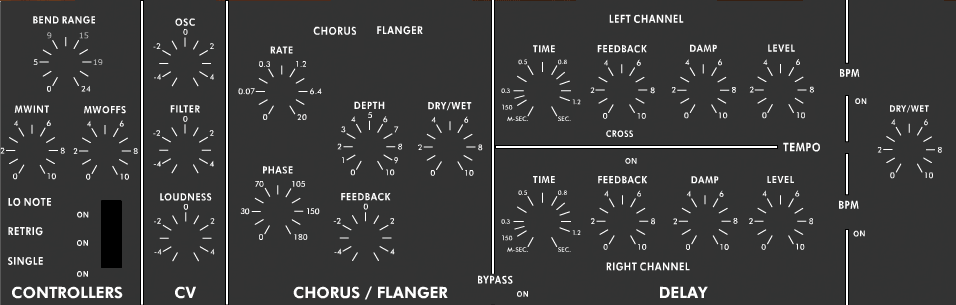 BEND RANGE
9 15
5 19
0 24
MWINT MWOFFS
4 6 4 6
2 8 2 8
0 10 0 10
LO NOTE
ON
RETRIG
ON
SINGLE
ON
CONTROLLERS
OSC
0
-2 2
-4 4
FILTER
0
-2 2
-4 4
LOUDNESS
0
-2 2
-4 4
CV
CHORUS FLANGER
RATE
0.3 1.2
0.07 6.4
0 20
DEPTH DRY/WET
5
4 6 4 6
3 7
2 8 2 8
1 9
0 10 0 10
PHASE
70 105
30 150
0 180
FEEDBACK
0
-2 2
-4 4
CHORUS / FLANGER
BYPASS
ON
LEFT CHANNEL
TIME FEEDBACK DAMP LEVEL
0.5 0.8 4 6 4 6 4 6
0.3 1.2 2 8 2 8 2 8
150
M-SEC. SEC. 0 10 0 10 0 10
CROSS
TEMPO
ON
TIME FEEDBACK DAMP LEVEL
0.5 0.8 4 6 4 6 4 6
0.3 1.2 2 8 2 8 2 8
150
M-SEC. SEC. 0 10 0 10 0 10
RIGHT CHANNEL
DELAY
BPM
ON
DRY/WET
4 6
2 8
0 10
BPM
ON